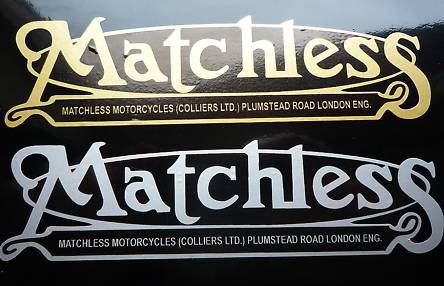 Matchless
MATCHLESS MOTORCYCLES (COLLIERS LTD.) PLUMSTEAD ROAD LONDON ENG.
Matchless
MATCHLESS MOTORCYCLES (COLLIERS LTD.) PLUMSTEAD ROAD LONDON ENG.